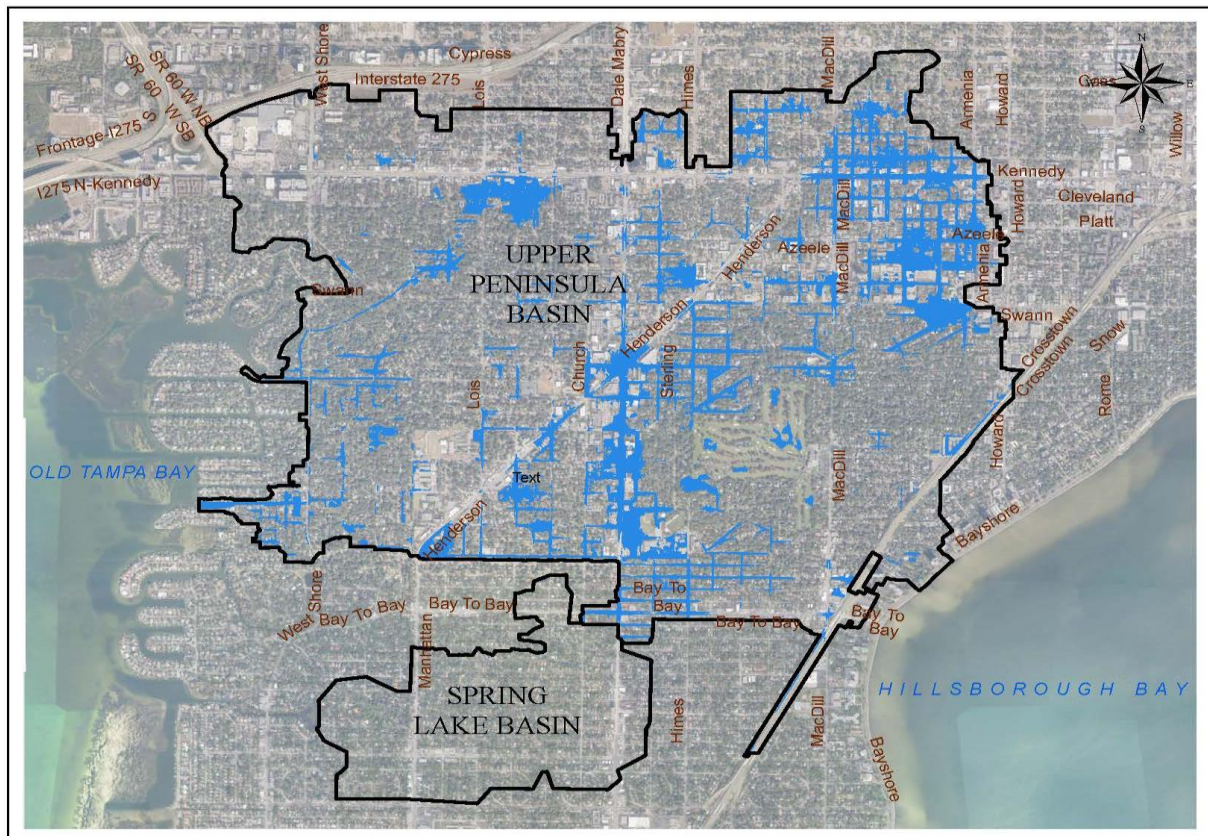 N
E
S
Cypress
Interstate 275
West Shore
SR 60 W NB
SR 60 W SB
Lois
Dale Mabry
Himes
MacDill
Armenia
Howard
Willow
Frontage I275 S
I275 N-Kennedy
Kennedy
Howard
Cleveland
Platt
MacDill
MacDill
Azeele
Azeele
Henderson
Armenia
UPPER
PENINSULA
BASIN
Swann
Swann
Crosstown
Crosstown
Snow
Rome
Henderson
Church
Sterling
Lois
Howard
OLD TAMPA BAY
Text
MacDill
Henderson
Bayshore
West Shore
Bay To Bay
Bay To Bay
Bay To
Bay
Bay To Bay
Bay To
Bay
Manhattan
SPRING
LAKE BASIN
Himes
MacDill
HILLSBOROUGH BAY
Bayshore